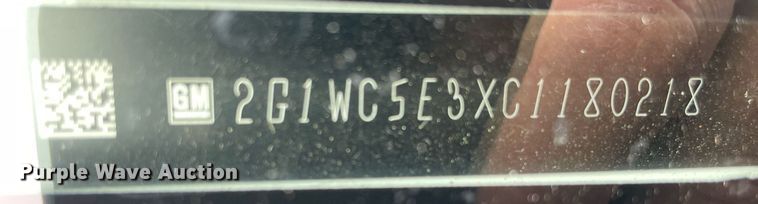 GM 2G1WC5E3XC1180218
Purple Wave Auction